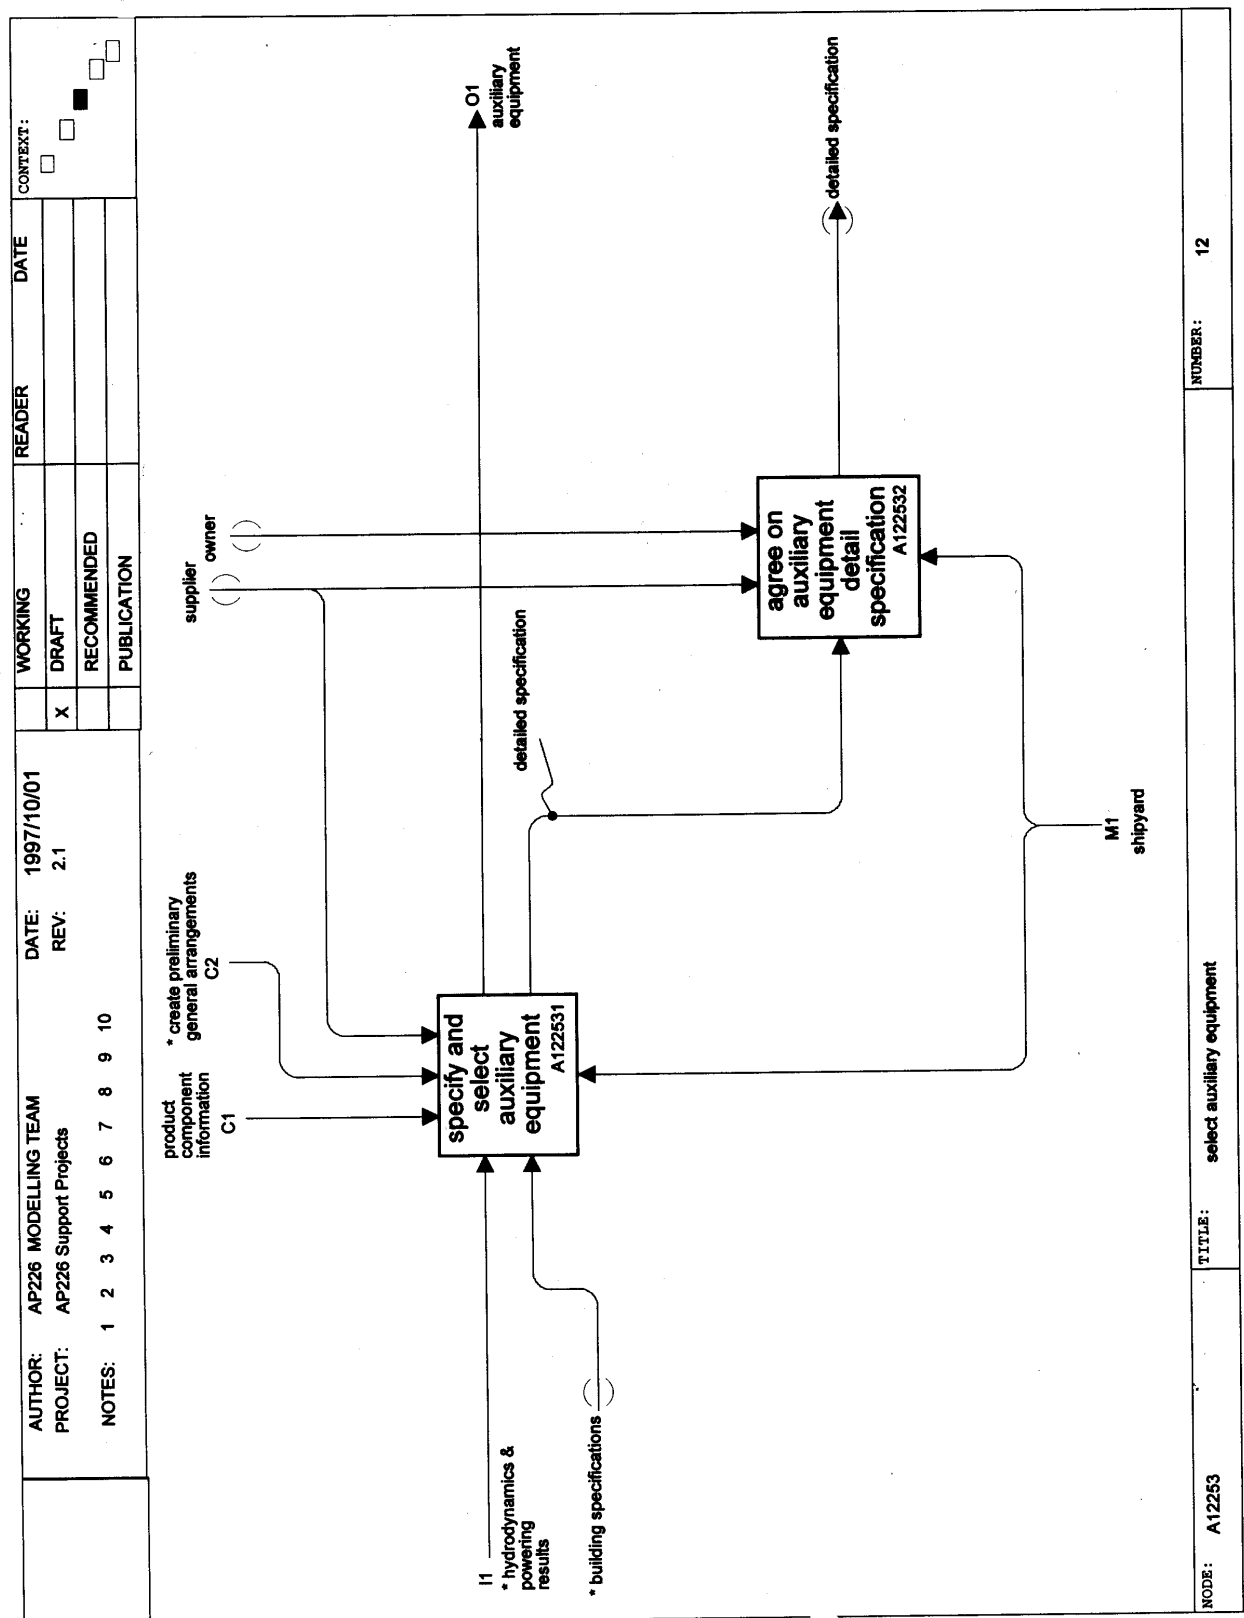 AUTHOR: AP226 MODELLING TEAM DATE: 1997/10/01 WORKING READER DATE CONTEXT:
PROJECT: AP226 Support Projects REV: 2.1 X DRAFT
RECOMMENDED
NOTES: 1 2 3 4 5 6 7 8 9 10 PUBLICATION
product
component
information
C1
* create preliminary
general arrangements
C2
supplier
owner
I1
* hydrodynamics &
powering
results
* building specifications
specify and
select
auxiliary
equipment
A122531
O1
auxiliary
equipment
detailed specification
agree on
auxiliary
equipment
detail
specification
A122532
detailed specification
M1
shipyard
NODE: A12253 TITLE: select auxiliary equipment NUMBER: 12